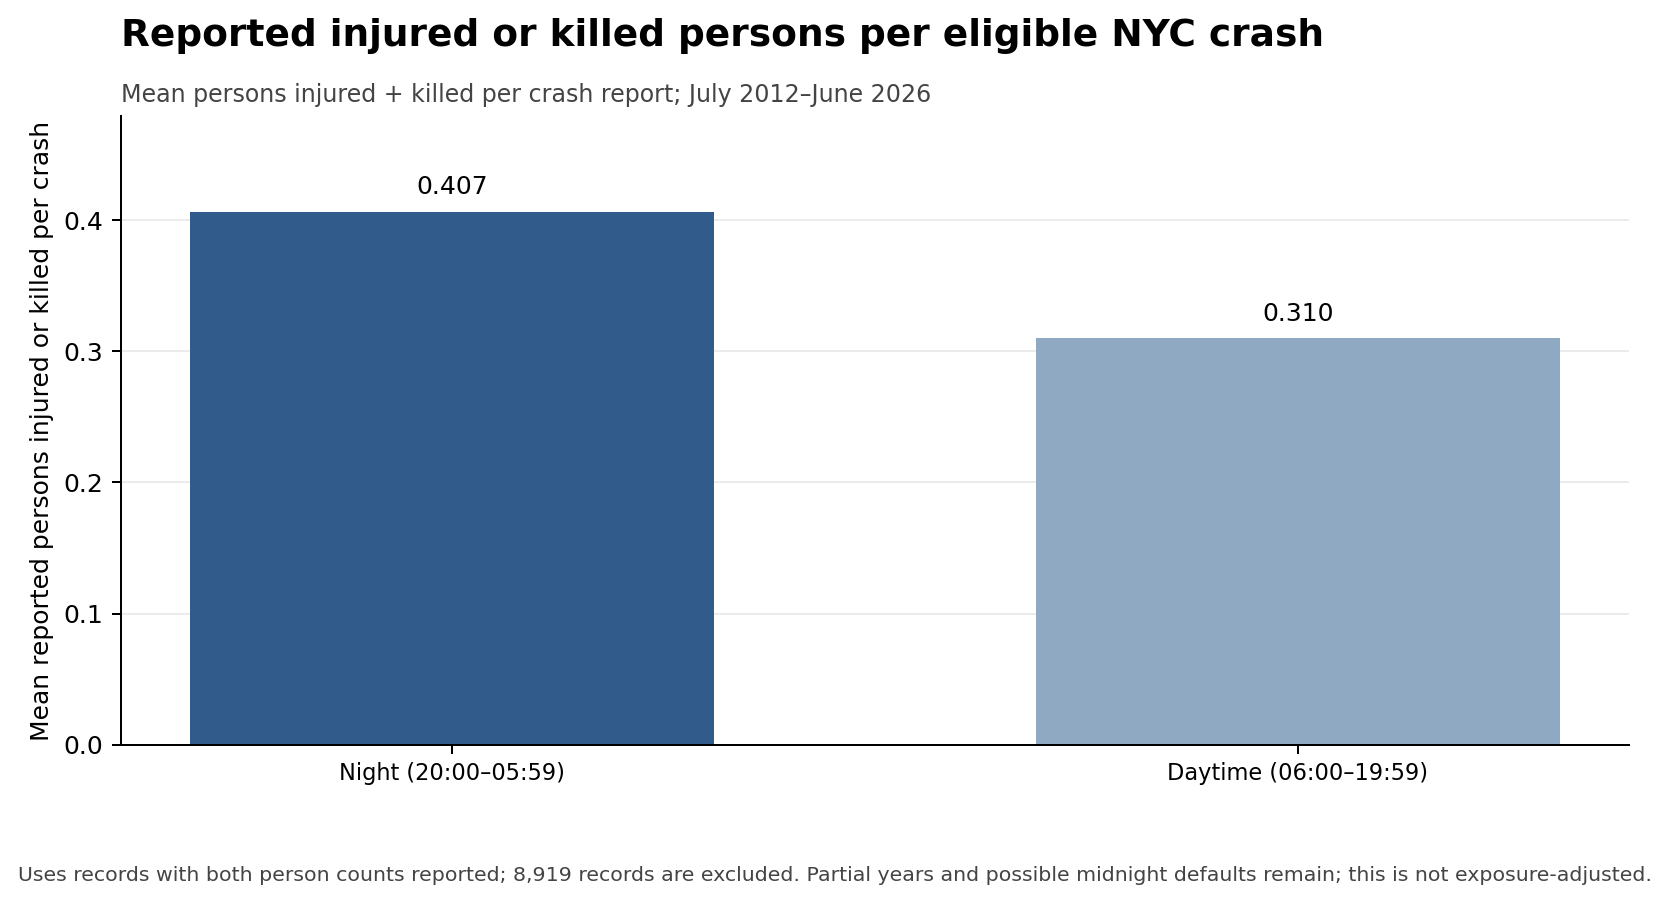 Reported injured or killed persons per eligible NYC crash
Mean persons injured + killed per crash report; July 2012–June 2026
Mean reported persons injured or killed per crash
0.4
0.3
0.2
0.1
0.0
0.407
0.310
Night (20:00–05:59)
Daytime (06:00–19:59)
Uses records with both person counts reported; 8,919 records are excluded. Partial years and possible midnight defaults remain; this is not exposure-adjusted.